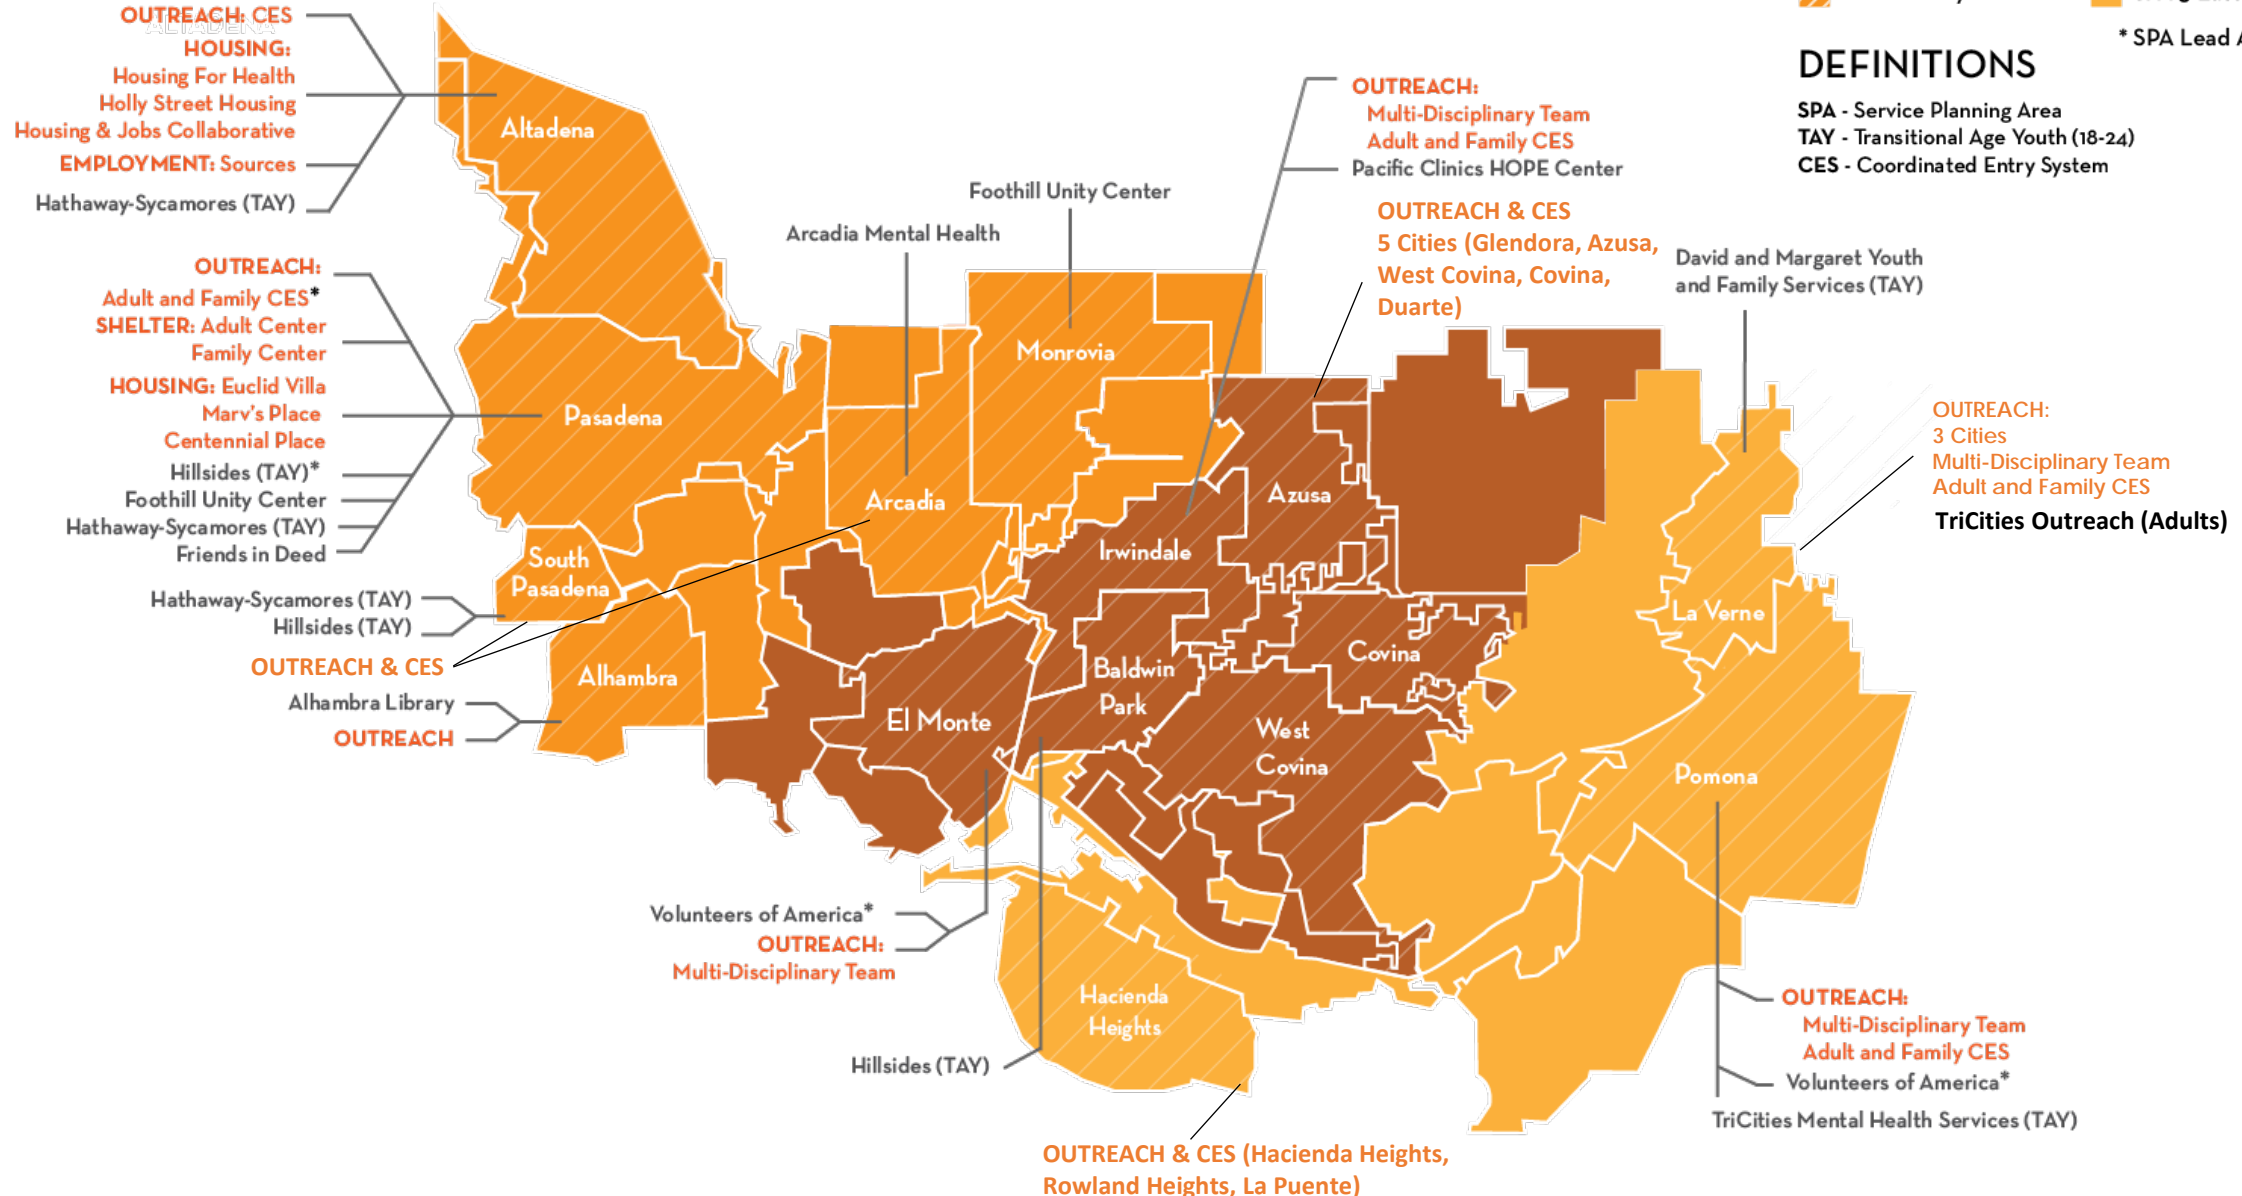 OUTREACH: CES
ALTADENA
HOUSING:
Housing For Health
Holly Street Housing
Housing & Jobs Collaborative
EMPLOYMENT: Sources
Hathaway-Sycamores (TAY)
OUTREACH:
Adult and Family CES*
SHELTER: Adult Center
Family Center
HOUSING: Euclid Villa
Marv's Place
Centennial Place
Hillsides (TAY)*
Foothill Unity Center
Hathaway-Sycamores (TAY)
Friends in Deed
Hathaway-Sycamores (TAY)
Hillsides (TAY)
OUTREACH & CES
Alhambra Library
OUTREACH
Volunteers of America*
OUTREACH:
Multi-Disciplinary Team
Hillsides (TAY)
Arcadia Mental Health
Foothill Unity Center
OUTREACH:
Multi-Disciplinary Team
Adult and Family CES
Pacific Clinics HOPE Center
OUTREACH & CES
5 Cities (Glendora, Azusa,
West Covina, Covina,
Duarte)
David and Margaret Youth
and Family Services (TAY)
* SPA Lead
DEFINITIONS
SPA - Service Planning Area
TAY - Transitional Age Youth (18-24)
CES - Coordinated Entry System
OUTREACH:
3 Cities
Multi-Disciplinary Team
Adult and Family CES
TriCities Outreach (Adults)
Altadena
Pasadena
South
Pasadena
Alhambra
Arcadia
Monrovia
Irwindale
Azusa
El Monte
Baldwin
Park
Covina
West
Covina
La Verne
Pomona
Hacienda
Heights
OUTREACH:
Multi-Disciplinary Team
Adult and Family CES
Volunteers of America*
TriCities Mental Health Services (TAY)
OUTREACH & CES (Hacienda Heights,
Rowland Heights, La Puente)